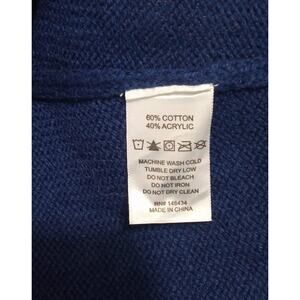 60% COTTON
40% ACRYLIC
MACHINE WASH COLD
TUMBLE DRY LOW
DO NOT BLEACH
DO NOT IRON
DO NOT DRY CLEAN
RN# 148434
MADE IN CHINA